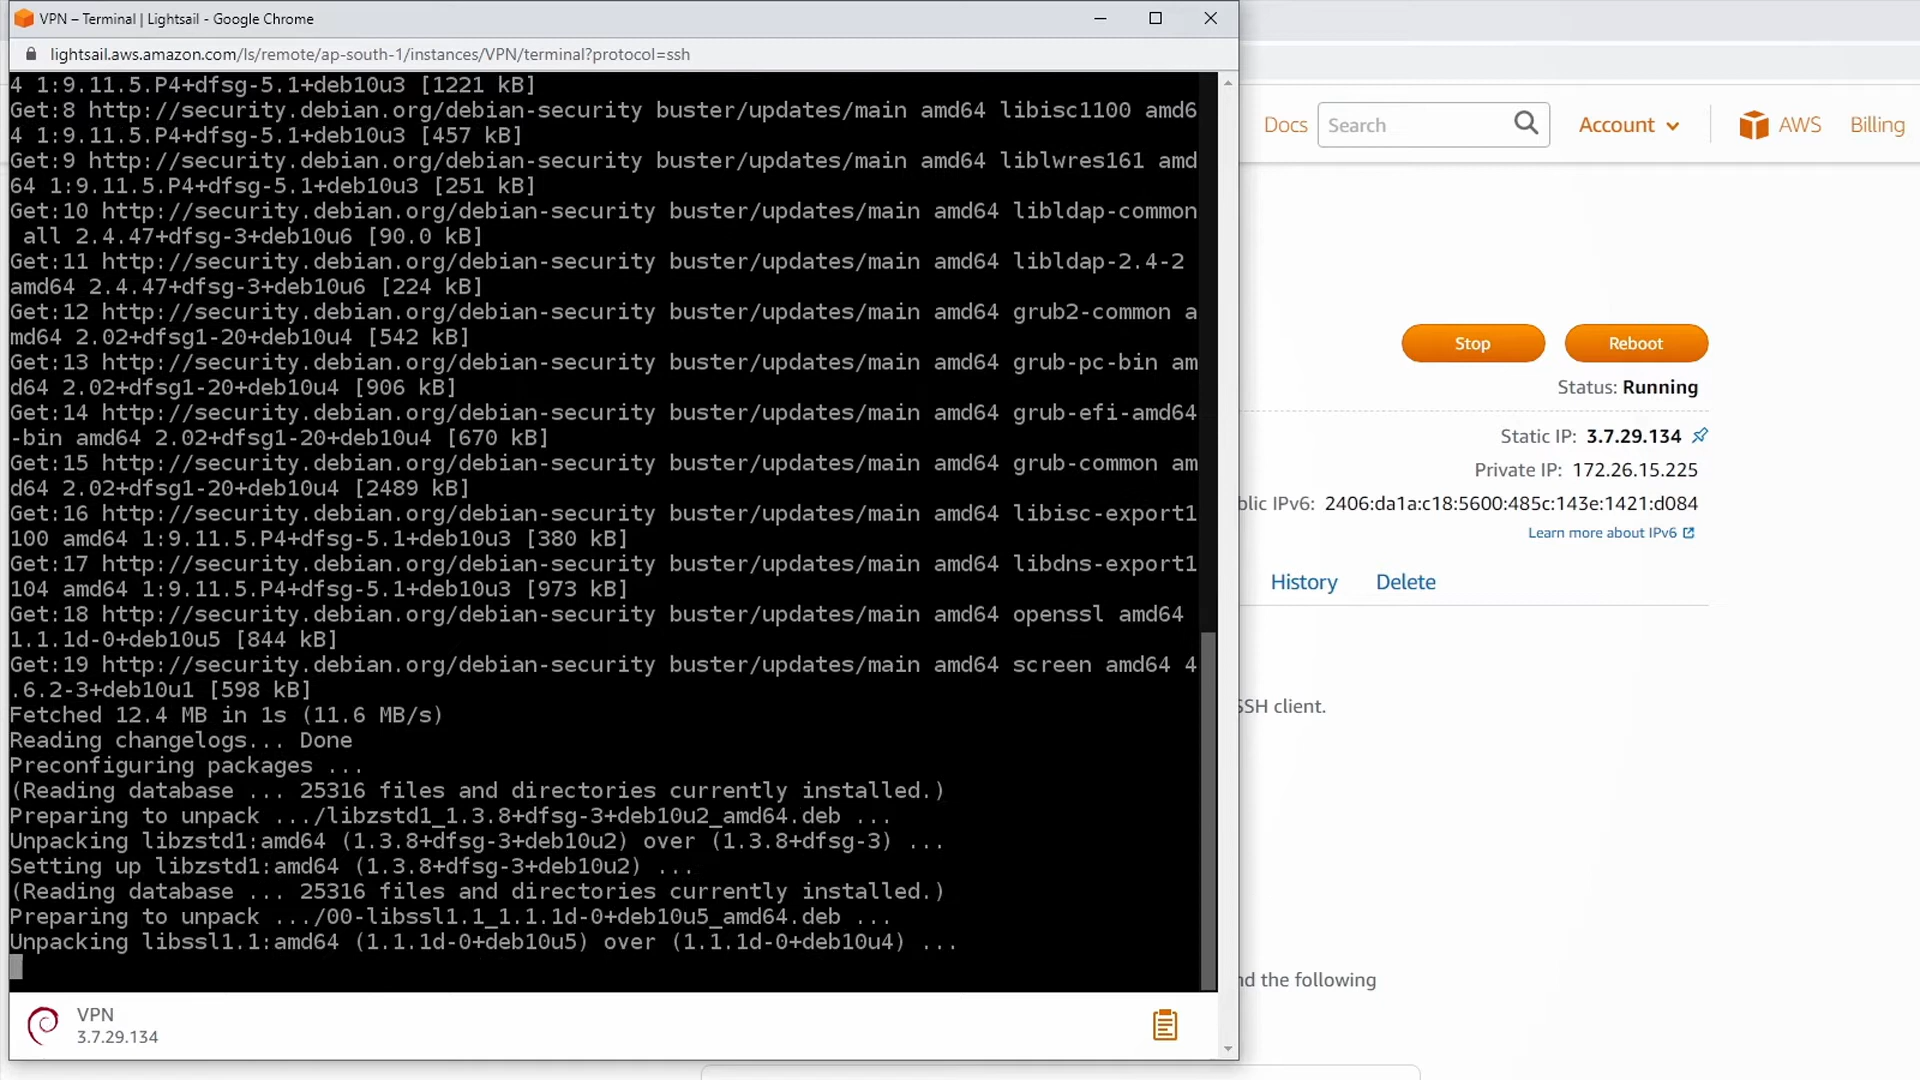 VPN – Terminal | Lightsail - Google Chrome
lightsail.aws.amazon.com/ls/remote/ap-south-1/instances/VPN/terminal?protocol=ssh
4 1:9.11.5.P4+dfsg-5.1+deb10u3 [1221 kB]
Get:8 http://security.debian.org/debian-security buster/updates/main amd64 libisc1100 amd6
4 1:9.11.5.P4+dfsg-5.1+deb10u3 [457 kB]
Get:9 http://security.debian.org/debian-security buster/updates/main amd64 liblwres161 amd
64 1:9.11.5.P4+dfsg-5.1+deb10u3 [251 kB]
Get:10 http://security.debian.org/debian-security buster/updates/main amd64 libldap-common
 all 2.4.47+dfsg-3+deb10u6 [90.0 kB]
Get:11 http://security.debian.org/debian-security buster/updates/main amd64 libldap-2.4-2
amd64 2.4.47+dfsg-3+deb10u6 [224 kB]
Get:12 http://security.debian.org/debian-security buster/updates/main amd64 grub2-common a
md64 2.02+dfsg1-20+deb10u4 [542 kB]
Get:13 http://security.debian.org/debian-security buster/updates/main amd64 grub-pc-bin am
d64 2.02+dfsg1-20+deb10u4 [906 kB]
Get:14 http://security.debian.org/debian-security buster/updates/main amd64 grub-efi-amd64
-bin amd64 2.02+dfsg1-20+deb10u4 [670 kB]
Get:15 http://security.debian.org/debian-security buster/updates/main amd64 grub-common am
d64 2.02+dfsg1-20+deb10u4 [2489 kB]
Get:16 http://security.debian.org/debian-security buster/updates/main amd64 libisc-export1
100 amd64 1:9.11.5.P4+dfsg-5.1+deb10u3 [380 kB]
Get:17 http://security.debian.org/debian-security buster/updates/main amd64 libdns-export1
104 amd64 1:9.11.5.P4+dfsg-5.1+deb10u3 [973 kB]
Get:18 http://security.debian.org/debian-security buster/updates/main amd64 openssl amd64
1.1.1d-0+deb10u5 [844 kB]
Get:19 http://security.debian.org/debian-security buster/updates/main amd64 screen amd64 4
.6.2-3+deb10u1 [598 kB]
Fetched 12.4 MB in 1s (11.6 MB/s)
Reading changelogs... Done
Preconfiguring packages ...
(Reading database ... 25316 files and directories currently installed.)
Preparing to unpack .../libzstd1_1.3.8+dfsg-3+deb10u2_amd64.deb ...
Unpacking libzstd1:amd64 (1.3.8+dfsg-3+deb10u2) over (1.3.8+dfsg-3) ...
Setting up libzstd1:amd64 (1.3.8+dfsg-3+deb10u2) ...
(Reading database ... 25316 files and directories currently installed.)
Preparing to unpack .../00-libssl1.1_1.1.1d-0+deb10u5_amd64.deb ...
Unpacking libssl1.1:amd64 (1.1.1d-0+deb10u5) over (1.1.1d-0+deb10u4) ...
VPN
3.7.29.134
Docs Search Account AWS Billing
Stop Reboot
Status: Running
Static IP: 3.7.29.134
Private IP: 172.26.15.225
blic IPv6: 2406:da1a:c18:5600:485c:143e:1421:d084
Learn more about IPv6
History Delete
SSH client.
nd the following